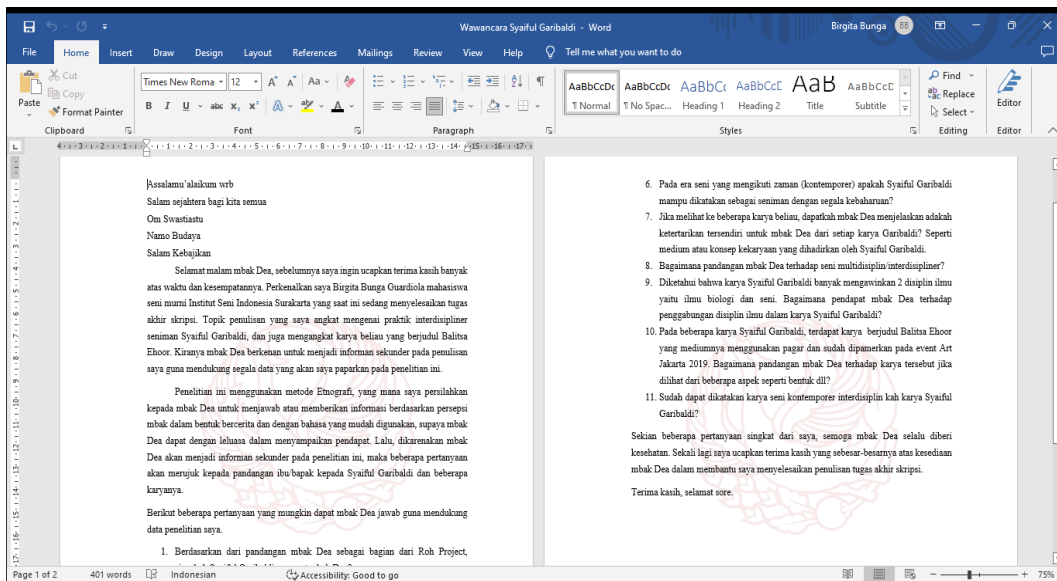 Wawancara Syaiful Garibaldi - Word
Birgita Bunga
BB
File Home Insert Draw Design Layout References Mailings Review View Help Tell me what you want to do
Paste
Cut
Copy
Format Painter
Clipboard
Times New Roma 12
Font
Paragraph
AaBbCcDc AaBbCcDc AaBbCc AaBbCcC AaB AaBbCcD
¶ Normal ¶ No Spac... Heading 1 Heading 2 Title Subtitle
Styles
Find
Replace
Select
Editing
Editor
Editor
Assalamu'alaikum wrb
Salam sejahtera bagi kita semua
Om Swastiastu
Namo Budaya
Salam Kebajikan
Selamat malam mbak Dea, sebelumnya saya ingin ucapkan terima kasih banyak
atas waktu dan kesempatannya. Perkenalkan saya Birgita Bunga Guardiola mahasiswa
seni murni Institut Seni Indonesia Surakarta yang saat ini sedang menyelesaikan tugas
akhir skripsi. Topik penulisan yang saya angkat mengenai praktik interdisipliner
seniman Syaiful Garibaldi, dan juga mengangkat karya beliau yang berjudul Balitsa
Ehoor. Kiranya mbak Dea berkenan untuk menjadi informan sekunder pada penulisan
saya guna mendukung segala data yang akan saya paparkan pada penelitian ini.
Penelitian ini menggunakan metode Etnografi, yang mana saya persilahkan
kepada mbak Dea untuk menjawab atau memberikan informasi berdasarkan persepsi
mbak dalam bentuk bercerita dan dengan bahasa yang mudah digunakan, supaya mbak
Dea dapat dengan leluasa dalam menyampaikan pendapat. Lalu, dikarenakan mbak
Dea akan menjadi informan sekunder pada penelitian ini, maka beberapa pertanyaan
akan merujuk kepada pandangan ibu/bapak kepada Syaiful Garibaldi dan beberapa
karyanya.
Berikut beberapa pertanyaan yang mungkin dapat mbak Dea jawab guna mendukung
data penelitian saya.
1. Berdasarkan dari pandangan mbak Dea sebagai bagian dari Roh Project,
6. Pada era seni yang mengikuti zaman (kontemporer) apakah Syaiful Garibaldi
mampu dikatakan sebagai seniman dengan segala kebaharuan?
7. Jika melihat ke beberapa karya beliau, dapatkah mbak Dea menjelaskan adakah
ketertarikan tersendiri untuk mbak Dea dari setiap karya Garibaldi? Seperti
medium atau konsep kekaryaan yang dihadirkan oleh Syaiful Garibaldi.
8. Bagaimana pandangan mbak Dea terhadap seni multidisiplin/interdisipliner?
9. Diketahui bahwa karya Syaiful Garibaldi banyak mengawinkan 2 disiplin ilmu
yaitu ilmu biologi dan seni. Bagaimana pendapat mbak Dea terhadap
penggabungan disiplin ilmu dalam karya Syaiful Garibaldi?
10. Pada beberapa karya Syaiful Garibaldi, terdapat karya berjudul Balitsa Ehoor
yang mediumnya menggunakan pagar dan sudah dipamerkan pada event Art
Jakarta 2019. Bagaimana pandangan mbak Dea terhadap karya tersebut jika
dilihat dari beberapa aspek seperti bentuk dll?
11. Sudah dapat dikatakan karya seni kontemporer interdisiplin kah karya Syaiful
Garibaldi?
Sekian beberapa pertanyaan singkat dari saya, semoga mbak Dea selalu diberi
kesehatan. Sekali lagi saya ucapkan terima kasih yang sebesar-besarnya atas kesediaan
mbak Dea dalam membantu saya menyelesaikan penulisan tugas akhir skripsi.
Terima kasih, selamat sore.
Page 1 of 2 401 words Indonesian Accessibility: Good to go 75%